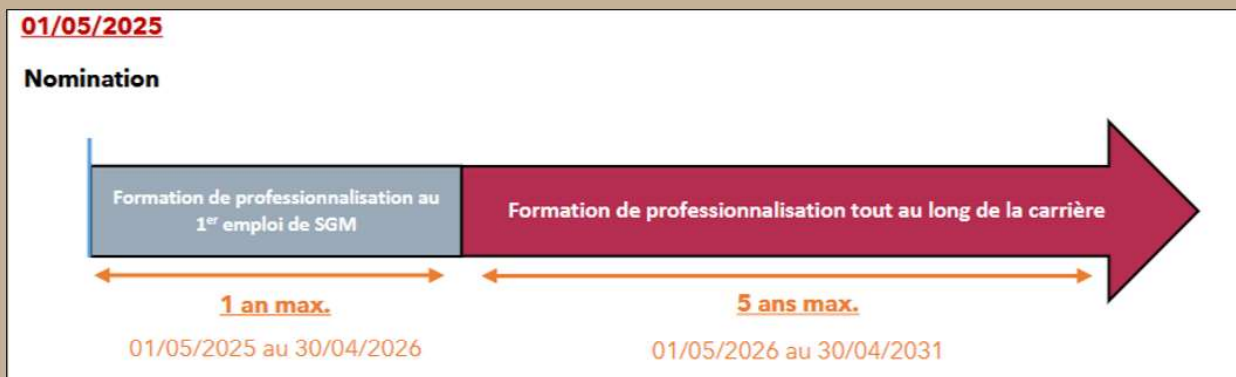 01/05/2025
Nomination
Formation de professionnalisation au
1er emploi de SGM
Formation de professionnalisation tout au long de la carrière
1 an max.
5 ans max.
01/05/2025 au 30/04/2026
01/05/2026 au 30/04/2031